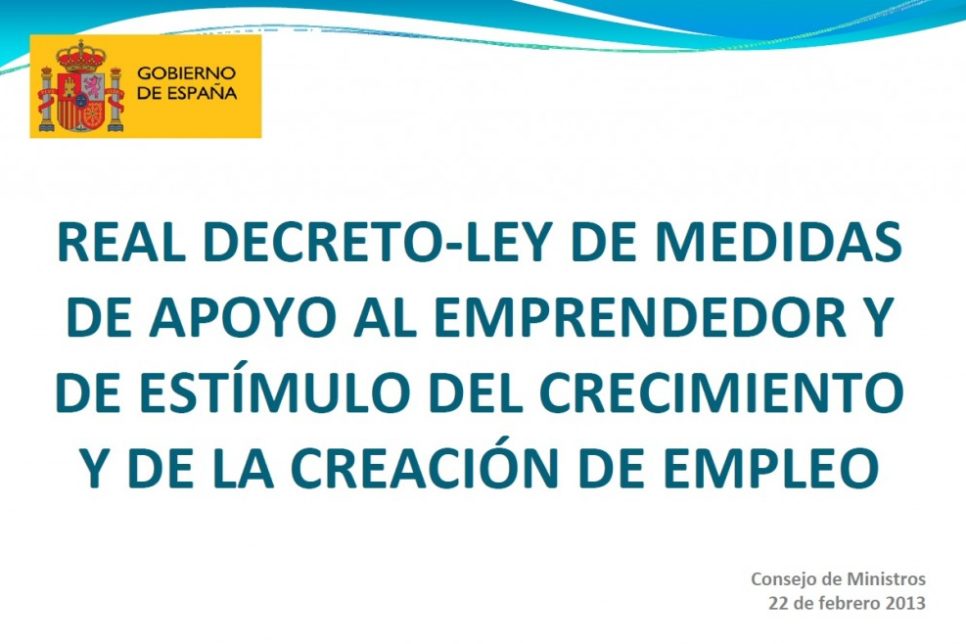 GOBIERNO
DE ESPAÑA
REAL DECRETO-LEY DE MEDIDAS
DE APOYO AL EMPRENDEDOR Y
DE ESTÍMULO DEL CRECIMIENTO
Y DE LA CREACIÓN DE EMPLEO
Consejo de Ministros
22 de febrero 2013